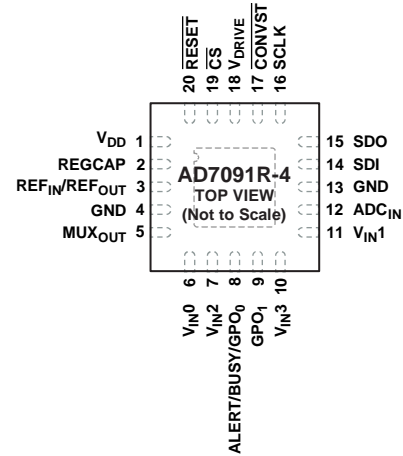 20 RESET
19 CS
18 VDRIVE
17 CONVST
16 SCLK
VDD 1
REGCAP 2
REFIN/REFOUT 3
GND 4
MUXOUT 5
AD7091R-4
TOP VIEW
(Not to Scale)
15 SDO
14 SDI
13 GND
12 ADCIN
11 VIN1
VIN0 6
VIN2 7
ALERT/BUSY/GPO0 8
GPO1 9
VIN3 10